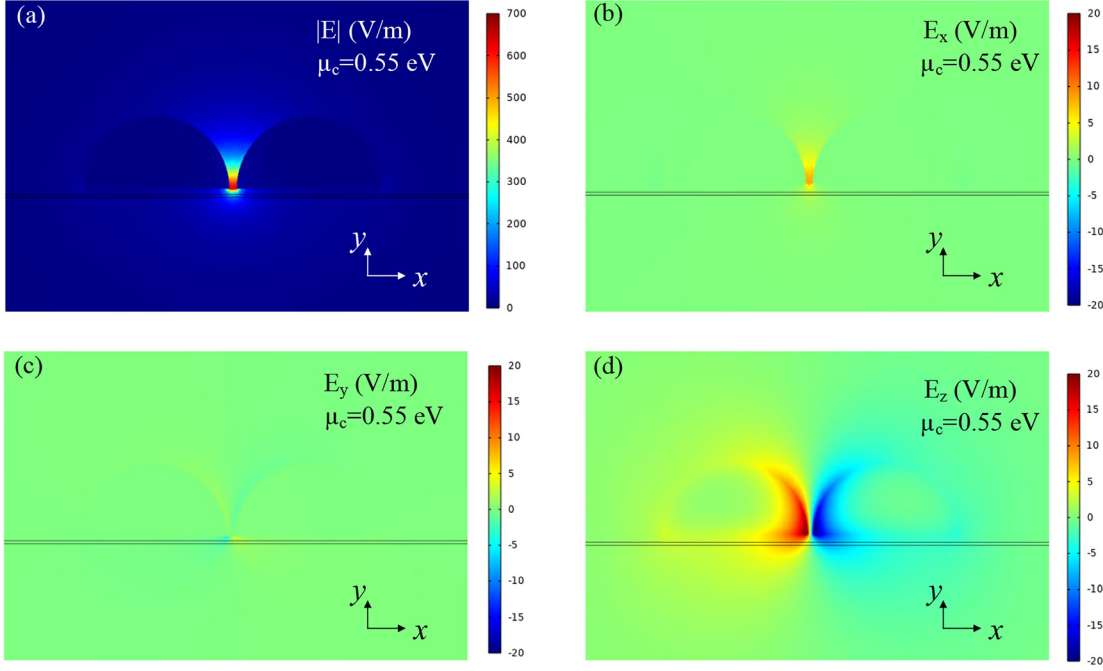 (a)
|E| (V/m)
μc=0.55 eV
y
x
700
600
500
400
300
200
100
0
(b)
Ex (V/m)
μc=0.55 eV
y
x
20
15
10
5
0
-5
-10
-15
-20
(c)
Ey (V/m)
μc=0.55 eV
y
x
20
15
10
5
0
-5
-10
-15
-20
(d)
Ez (V/m)
μc=0.55 eV
y
x
20
15
10
5
0
-5
-10
-15
-20